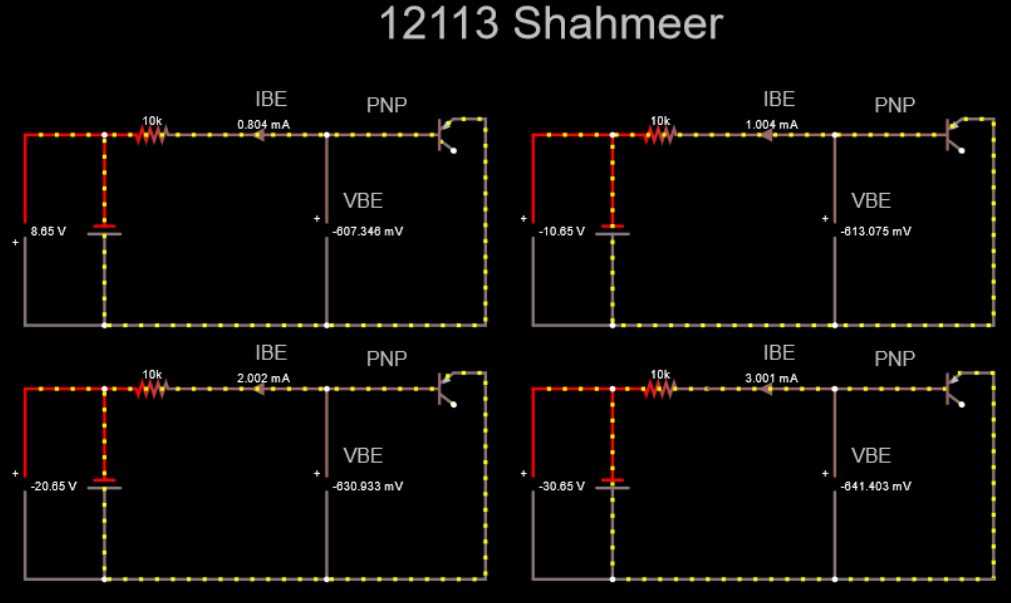 12113 Shahmeer
IBE PNP IBE PNP
10k 0.804 mA 10k 1.004 mA
VBE VBE
+ + +
8.65 V -607.346 mV -10.65 V -613.075 mV
+
IBE PNP IBE PNP
10k 2.002 mA 10k 3.001 mA
VBE VBE
+ + + +
-20.65 V -630.933 mV -30.65 V -641.403 mV